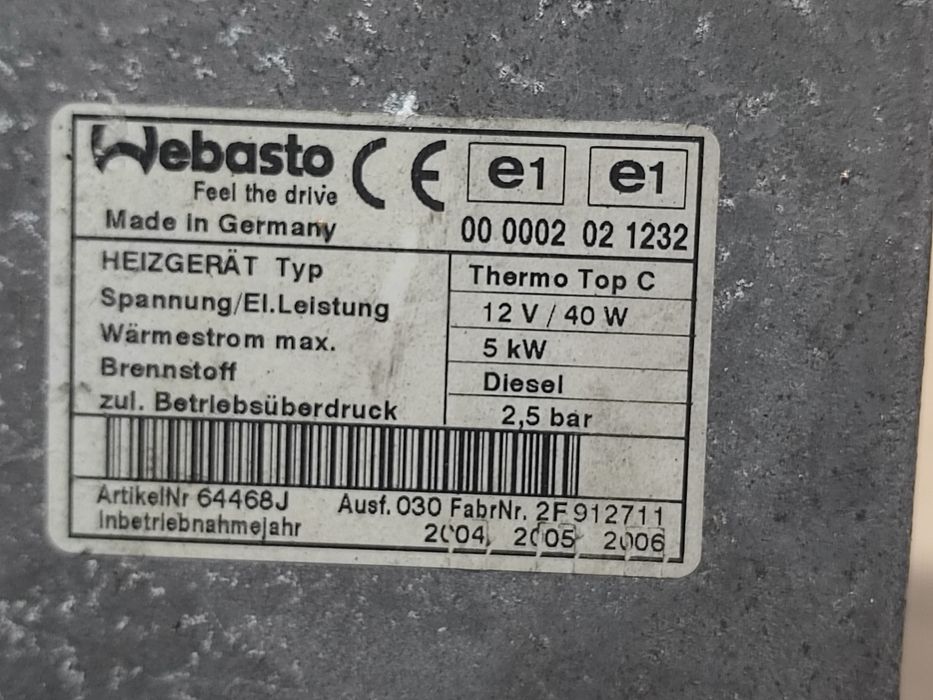 Webasto CE e1 e1
Feel the drive
Made in Germany 00 0002 02 1232
HEIZGERÄT Typ Thermo Top C
Spannung/El.Leistung 12 V / 40 W
Wärmestrom max. 5 kW
Brennstoff Diesel
zul. Betriebsüberdruck 2,5 bar
ArtikelNr 64468J Ausf. 030 FabrNr. 2F 912711
Inbetriebnahmejahr 2004 2005 2006